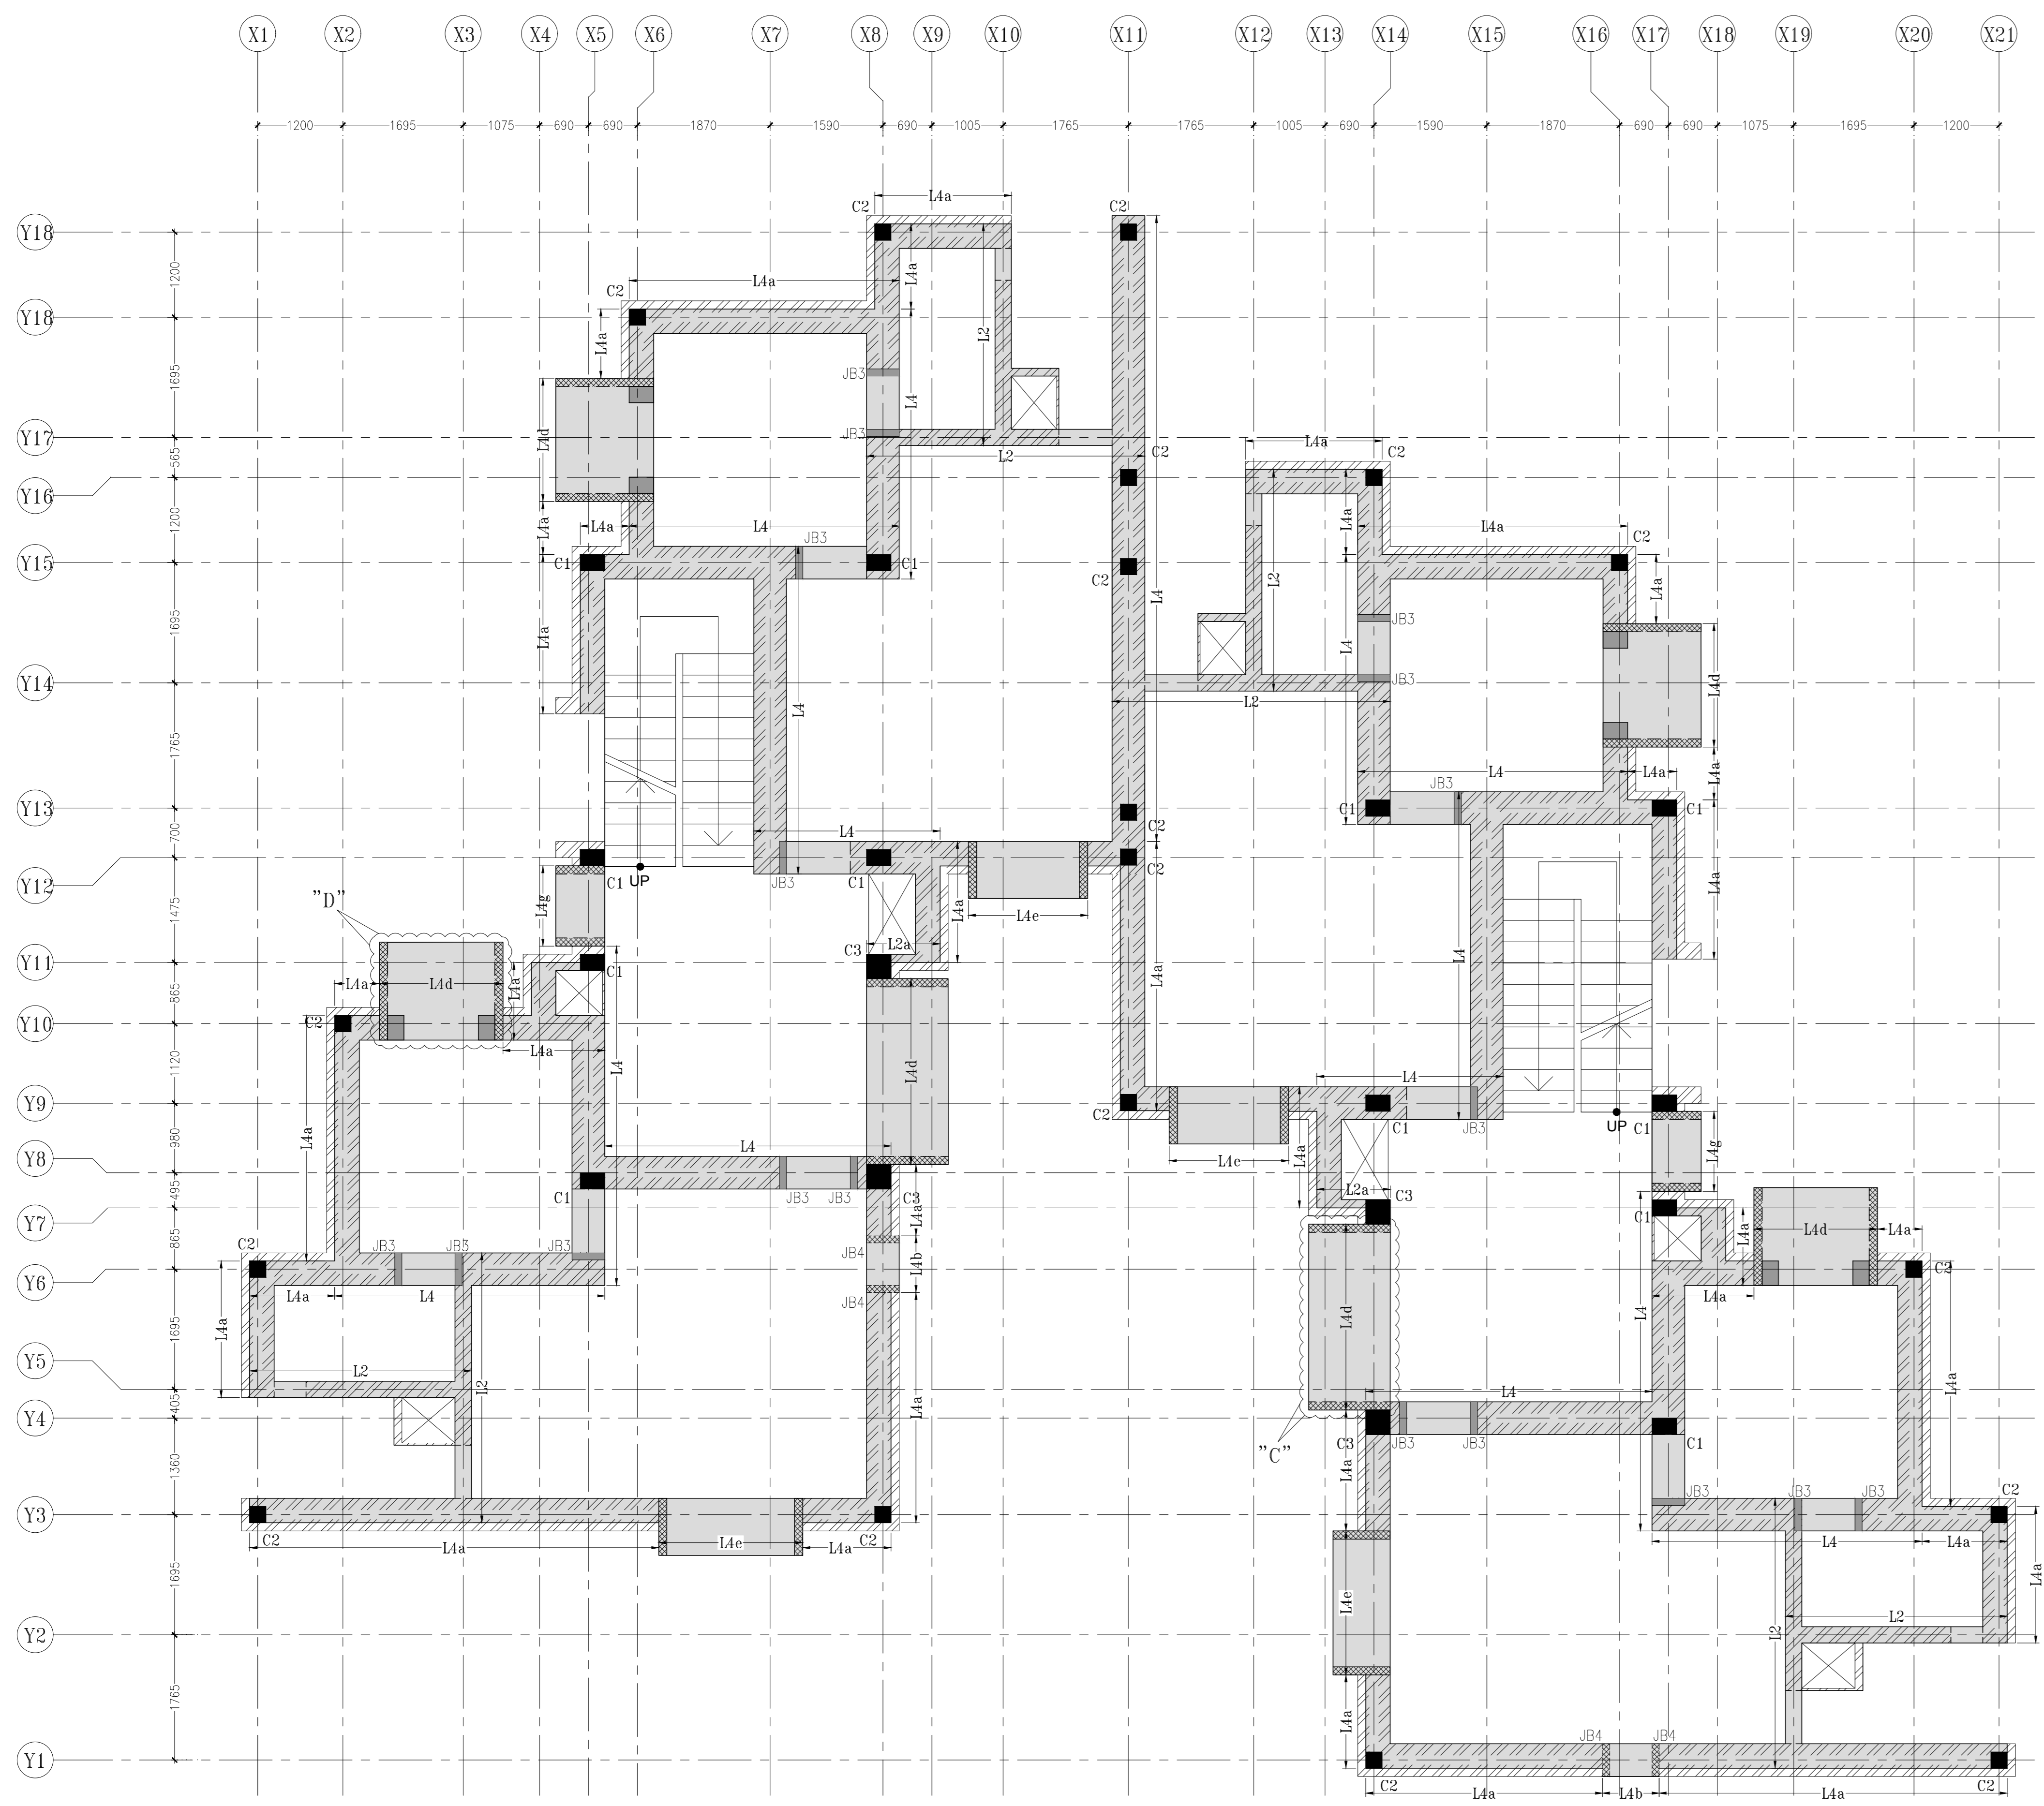 X1 X2 X3 X4 X5 X6 X7 X8 X9 X10 X11 X12 X13 X14 X15 X16 X17 X18 X19 X20 X21
1200 1695 1075 690 690 1870 1590 690 1005 1765 1765 1005 690 1590 1870 690 690 1075 1695 1200
L4a
C2 C2
Y18
1200
L4a L4a
C2
Y18
L4a L2
1695 JB3 L4
L4d
Y17 JB3 L4a
565 L2 C2 C2
Y16
1200 L4a L4a L4 L4a L4a
JB3 C2
Y15 C1 C1
C2 L4 L2 L4a
1695 L4a JB3
L4
Y14 JB3
L4d
L4 L2
1765
L4 L4a L4a
JB3
Y13 C1 C1
700 L4 C2
Y12 C2
C1 UP JB3 C1
"D" L4g L4e L4a
1475 L4a
L2a
Y11 C3
C1 L4
865 L4a L4d L4a
Y10 C2
L4a
L4a
1120 L4 L4d
L4
Y9 C2 C1 JB3 UP C1
980 L4 L4g
Y8 L4e L4a
C1 JB3 JB3 C3 L2a C3
495
Y7 C1
865 L4a L4a L4d L4a
C2 JB3 JB3 JB3 JB4 L4b
Y6 C2
L4a L4 JB4 L4a
1695 L4a L4d L4
Y5 L2 L4
405 L2 L4a L4a
Y4
"C" C3 JB3 JB3 C1
1360 L4a
JB3 JB3 JB3 C2
Y3
C2 L4a L4e L4a C2 L4 L4a
1695 L4e L4a
L2
Y2 L2
1765
L4a JB4 JB4
Y1
C2 L4a L4b L4a C2